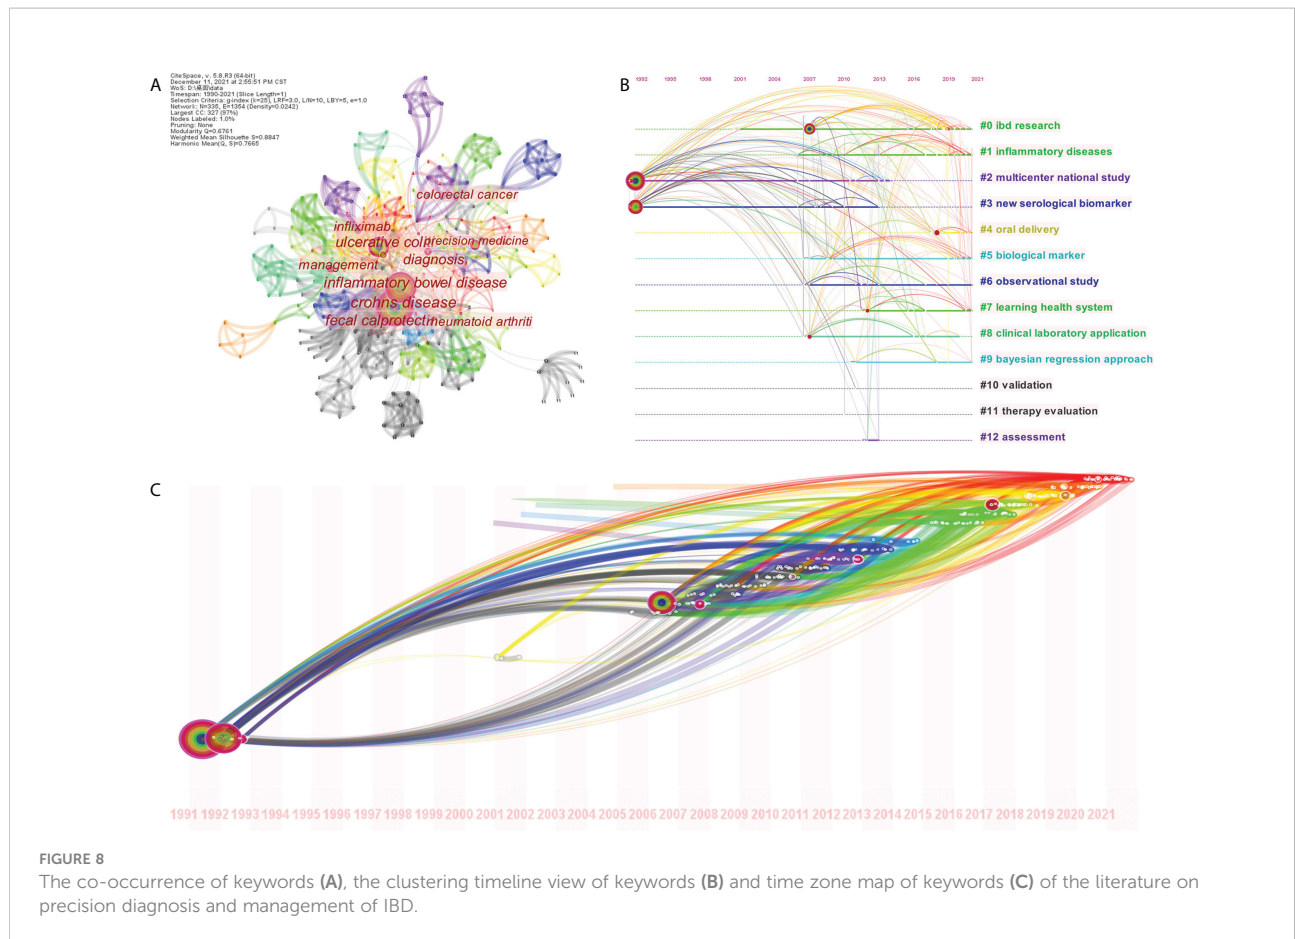 A
CiteSpace, v. 5.8.R3 (64-bit)
December 11, 2021 at 2:55:51 PM CST
WoS: D:\桌面\data
Timespan: 1990-2021 (Slice Length=1)
Selection Criteria: g-index (k=25), LRF=3.0, L/N=10, LBY=5, e=1.0
Network: N=335, E=1354 (Density=0.0242)
Largest CC: 327 (97%)
Nodes Labeled: 1.0%
Pruning: None
Modularity Q=0.6761
Weighted Mean Silhouette S=0.8847
Harmonic Mean(Q, S)=0.7665
colorectal cancer
infliximab
ulcerative coli
precision medicine
management
diagnosis
inflammatory bowel disease
crohns disease
fecal calprotectin
rheumatoid arthriti
B
1992 1995 1998 2001 2004 2007 2010 2013 2016 2019 2021
#0 ibd research
#1 inflammatory diseases
#2 multicenter national study
#3 new serological biomarker
#4 oral delivery
#5 biological marker
#6 observational study
#7 learning health system
#8 clinical laboratory application
#9 bayesian regression approach
#10 validation
#11 therapy evaluation
#12 assessment
C
1991 1992 1993 1994 1995 1996 1997 1998 1999 2000 2001 2002 2003 2004 2005 2006 2007 2008 2009 2010 2011 2012 2013 2014 2015 2016 2017 2018 2019 2020 2021
FIGURE 8
The co-occurrence of keywords (A), the clustering timeline view of keywords (B) and time zone map of keywords (C) of the literature on
precision diagnosis and management of IBD.